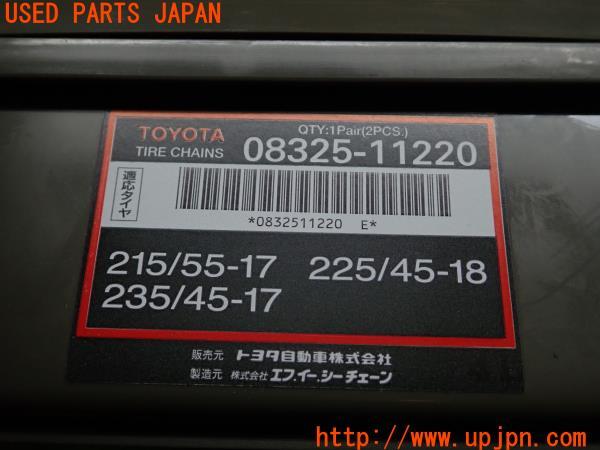 USED PARTS JAPAN
QTY:1Pair(2PCS.)
TOYOTA
TIRE CHAINS
08325-11220
適応タイヤ
*0832511220 E*
215/55-17 225/45-18
235/45-17
販売元 トヨタ自動車株式会社
製造元 株式会社 エフ.イー.シーチェーン
http://www.upjpn.com/